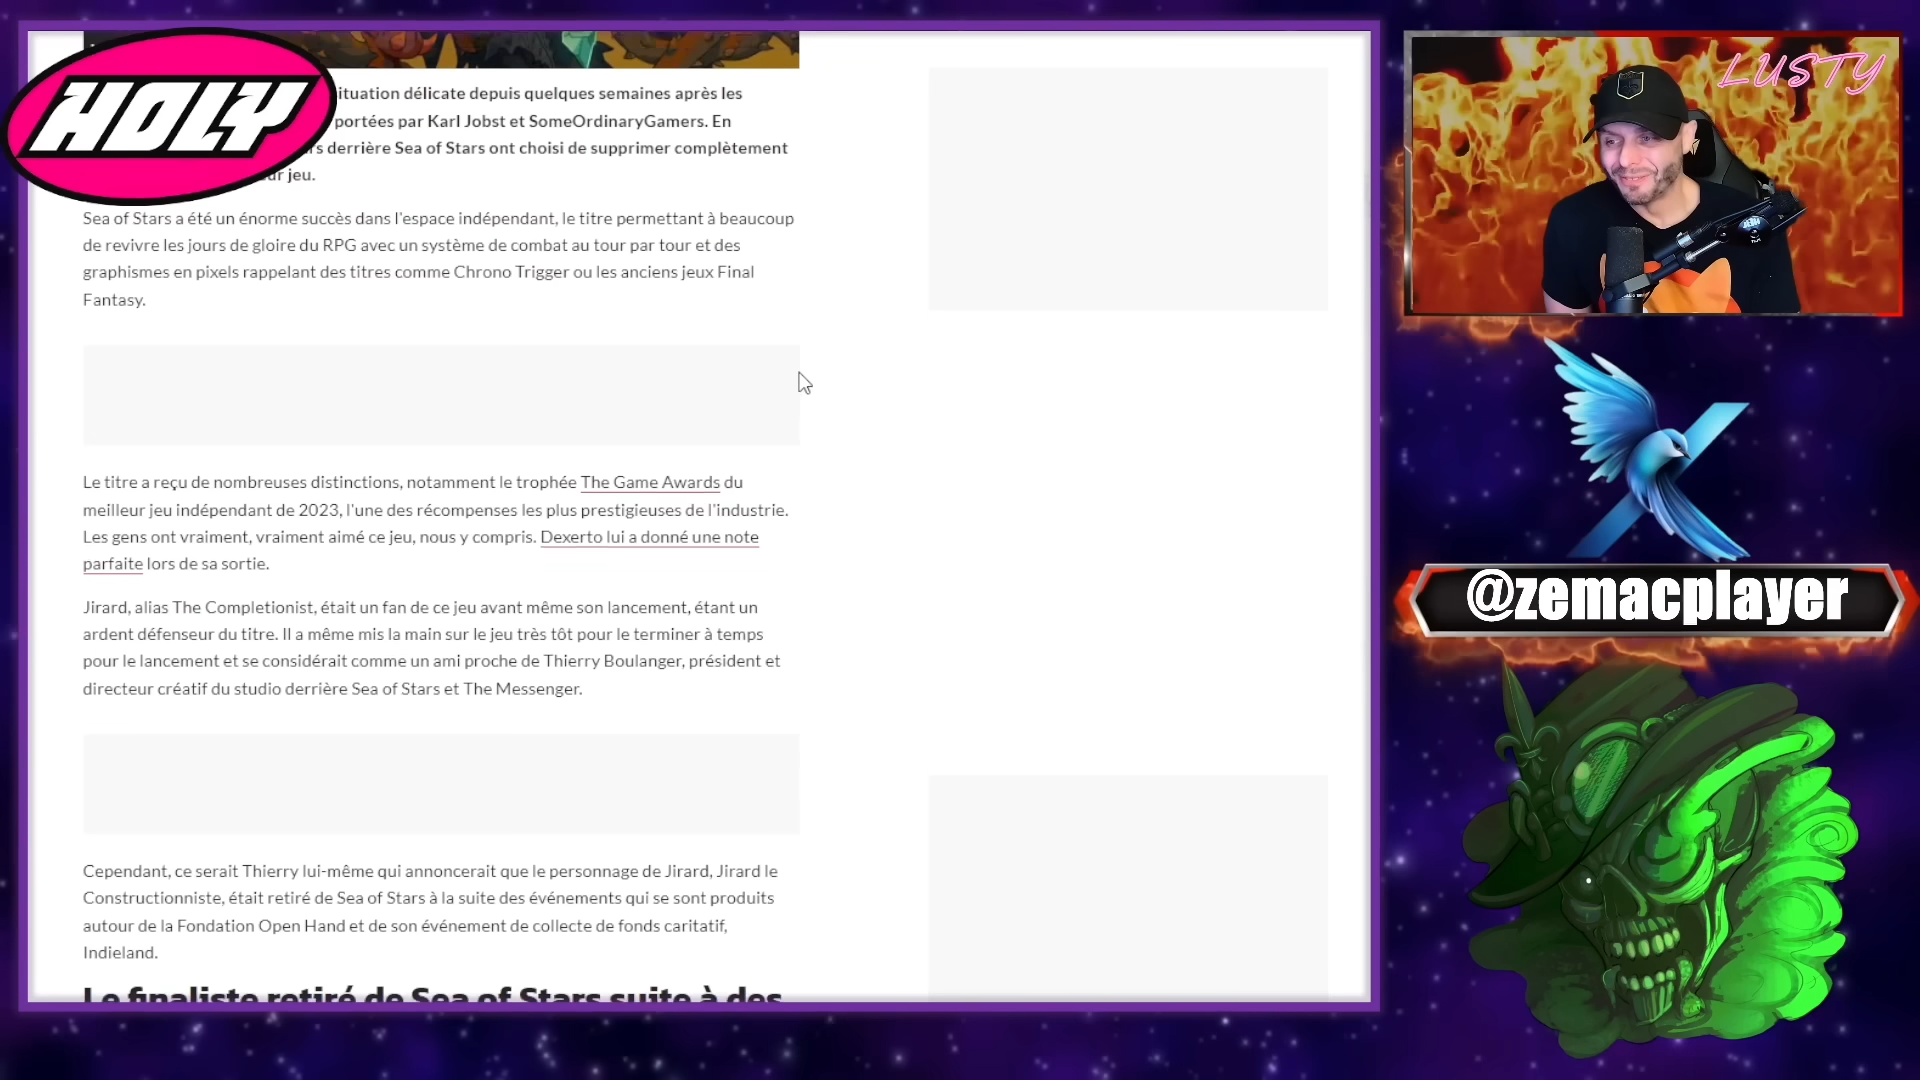 HOLY
ituation délicate depuis quelques semaines après les
portées par Karl Jobst et SomeOrdinaryGamers. En
rs derrière Sea of Stars ont choisi de supprimer complètement
ur jeu.
Sea of Stars a été un énorme succès dans l'espace indépendant, le titre permettant à beaucoup
de revivre les jours de gloire du RPG avec un système de combat au tour par tour et des
graphismes en pixels rappelant des titres comme Chrono Trigger ou les anciens jeux Final
Fantasy.
Le titre a reçu de nombreuses distinctions, notamment le trophée The Game Awards du
meilleur jeu indépendant de 2023, l'une des récompenses les plus prestigieuses de l'industrie.
Les gens ont vraiment, vraiment aimé ce jeu, nous y compris. Dexerto lui a donné une note
parfaite lors de sa sortie.
Jirard, alias The Completionist, était un fan de ce jeu avant même son lancement, étant un
ardent défenseur du titre. Il a même mis la main sur le jeu très tôt pour le terminer à temps
pour le lancement et se considérait comme un ami proche de Thierry Boulanger, président et
directeur créatif du studio derrière Sea of Stars et The Messenger.
Cependant, ce serait Thierry lui-même qui annoncerait que le personnage de Jirard, Jirard le
Constructionniste, était retiré de Sea of Stars à la suite des événements qui se sont produits
autour de la Fondation Open Hand et de son événement de collecte de fonds caritatif,
Indieland.
Le finaliste retiré de Sea of Stars suite à des
LUSTY
@zemacplayer